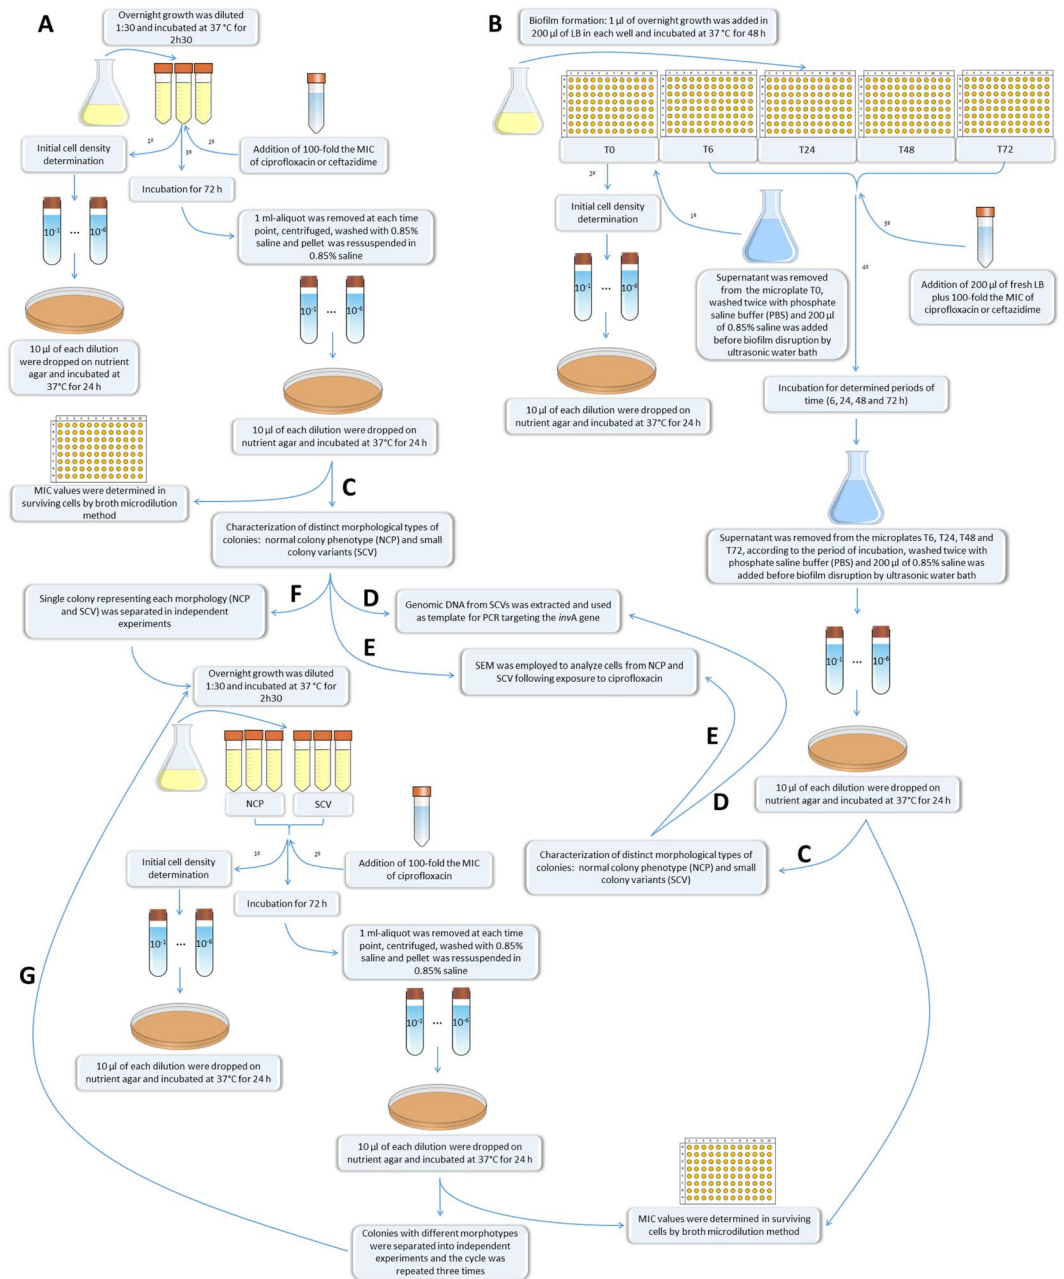 A
Overnight growth was diluted
1:30 and incubated at 37 °C for
2h30
1º
3º
2º
Initial cell density
determination
Addition of 100-fold the MIC
of ciprofloxacin or ceftazidime
Incubation for 72 h
10-1 ... 10-6
1 ml-aliquot was removed at each time
point, centrifuged, washed with 0.85%
saline and pellet was ressuspended in
0.85% saline
10-1 ... 10-6
10 µl of each dilution
were dropped on nutrient
agar and incubated at
37°C for 24 h
10 µl of each dilution were dropped on
nutrient agar and incubated at 37°C for 24 h
MIC values were determined in
surviving cells by broth microdilution
method
C
Characterization of distinct morphological types of
colonies: normal colony phenotype (NCP) and small
colony variants (SCV)
F
D
E
Single colony representing each morphology (NCP
and SCV) was separated in independent
experiments
Genomic DNA from SCVs was extracted and used
as template for PCR targeting the invA gene
SEM was employed to analyze cells from NCP and
SCV following exposure to ciprofloxacin
Overnight growth was diluted
1:30 and incubated at 37 °C for
2h30
NCP
SCV
1º
2º
Initial cell density
determination
Addition of 100-fold the MIC
of ciprofloxacin
Incubation for 72 h
10-1 ... 10-6
1 ml-aliquot was removed at each time
point, centrifuged, washed with 0.85%
saline and pellet was ressuspended in
0.85% saline
G
10-1 ... 10-6
10 µl of each dilution were dropped on
nutrient agar and incubated at 37°C for 24 h
10 µl of each dilution were dropped on
nutrient agar and incubated at 37°C for 24 h
Colonies with different morphotypes
were separated into independent
experiments and the cycle was
repeated three times
B
Biofilm formation: 1 µl of overnight growth was added in
200 µl of LB in each well and incubated at 37 °C for 48 h
T0
T6
T24
T48
T72
2º
1º
3º
4º
Initial cell density
determination
10-1 ... 10-6
Supernatant was removed
from the microplate T0,
washed twice with phosphate
saline buffer (PBS) and 200 µl
of 0.85% saline was added
before biofilm disruption by
ultrasonic water bath
Addition of 200 µl of fresh LB
plus 100-fold the MIC of
ciprofloxacin or ceftazidime
10 µl of each dilution were dropped on
nutrient agar and incubated at 37°C for 24 h
Incubation for determined periods of
time (6, 24, 48 and 72 h)
Supernatant was removed from the microplates T6, T24, T48 and
T72, according to the period of incubation, washed twice with
phosphate saline buffer (PBS) and 200 µl of 0.85% saline was
added before biofilm disruption by ultrasonic water bath
10-1 ... 10-6
10 µl of each dilution were dropped on
nutrient agar and incubated at 37°C for 24 h
E
D
C
Characterization of distinct morphological types of
colonies: normal colony phenotype (NCP) and small
colony variants (SCV)
MIC values were determined in surviving
cells by broth microdilution method